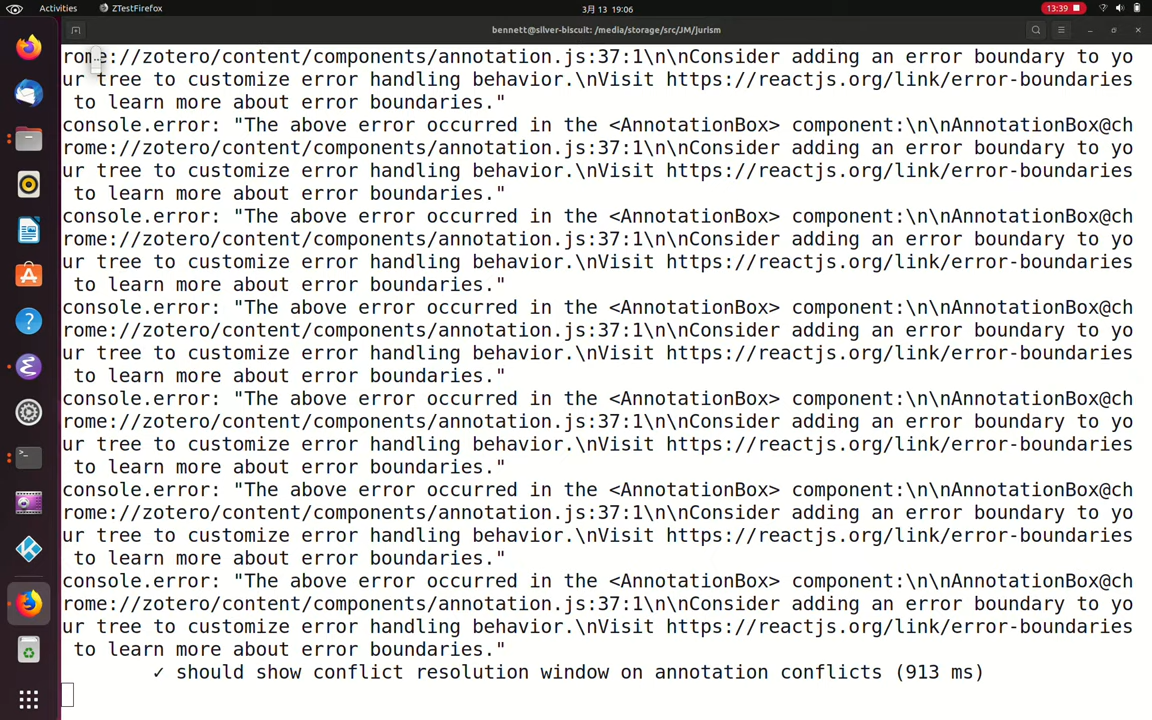 Activities
ZTestFirefox
3月 13 19:06
13:39
bennett@silver-biscuit: /media/storage/src/JM/jurism
rome://zotero/content/components/annotation.js:37:1\n\nConsider adding an error boundary to yo
ur tree to customize error handling behavior.\nVisit https://reactjs.org/link/error-boundaries
to learn more about error boundaries."
console.error: "The above error occurred in the <AnnotationBox> component:\n\nAnnotationBox@ch
rome://zotero/content/components/annotation.js:37:1\n\nConsider adding an error boundary to yo
ur tree to customize error handling behavior.\nVisit https://reactjs.org/link/error-boundaries
to learn more about error boundaries."
console.error: "The above error occurred in the <AnnotationBox> component:\n\nAnnotationBox@ch
rome://zotero/content/components/annotation.js:37:1\n\nConsider adding an error boundary to yo
ur tree to customize error handling behavior.\nVisit https://reactjs.org/link/error-boundaries
to learn more about error boundaries."
console.error: "The above error occurred in the <AnnotationBox> component:\n\nAnnotationBox@ch
rome://zotero/content/components/annotation.js:37:1\n\nConsider adding an error boundary to yo
ur tree to customize error handling behavior.\nVisit https://reactjs.org/link/error-boundaries
to learn more about error boundaries."
console.error: "The above error occurred in the <AnnotationBox> component:\n\nAnnotationBox@ch
rome://zotero/content/components/annotation.js:37:1\n\nConsider adding an error boundary to yo
ur tree to customize error handling behavior.\nVisit https://reactjs.org/link/error-boundaries
to learn more about error boundaries."
console.error: "The above error occurred in the <AnnotationBox> component:\n\nAnnotationBox@ch
rome://zotero/content/components/annotation.js:37:1\n\nConsider adding an error boundary to yo
ur tree to customize error handling behavior.\nVisit https://reactjs.org/link/error-boundaries
to learn more about error boundaries."
console.error: "The above error occurred in the <AnnotationBox> component:\n\nAnnotationBox@ch
rome://zotero/content/components/annotation.js:37:1\n\nConsider adding an error boundary to yo
ur tree to customize error handling behavior.\nVisit https://reactjs.org/link/error-boundaries
to learn more about error boundaries."
✓ should show conflict resolution window on annotation conflicts (913 ms)